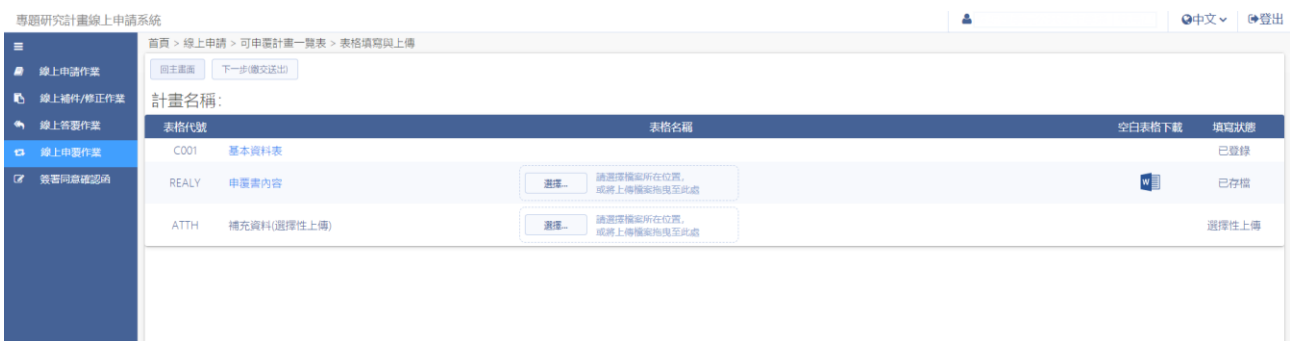 專題研究計畫線上申請系統
中文
登出
線上申請作業
線上補件/修正作業
線上答覆作業
線上申覆作業
簽署同意確認函
首頁 > 線上申請 > 可申覆計畫一覽表 > 表格填寫與上傳
回主畫面
下一步(繳交送出)
計畫名稱:
表格代號 表格名稱 空白表格下載 填寫狀態
C001 基本資料表 已登錄
REALY 申覆書內容 選擇... 請選擇檔案所在位置,
或將上傳檔案拖曳至此處 已存檔
ATTH 補充資料(選擇性上傳) 選擇... 請選擇檔案所在位置,
或將上傳檔案拖曳至此處 選擇性上傳